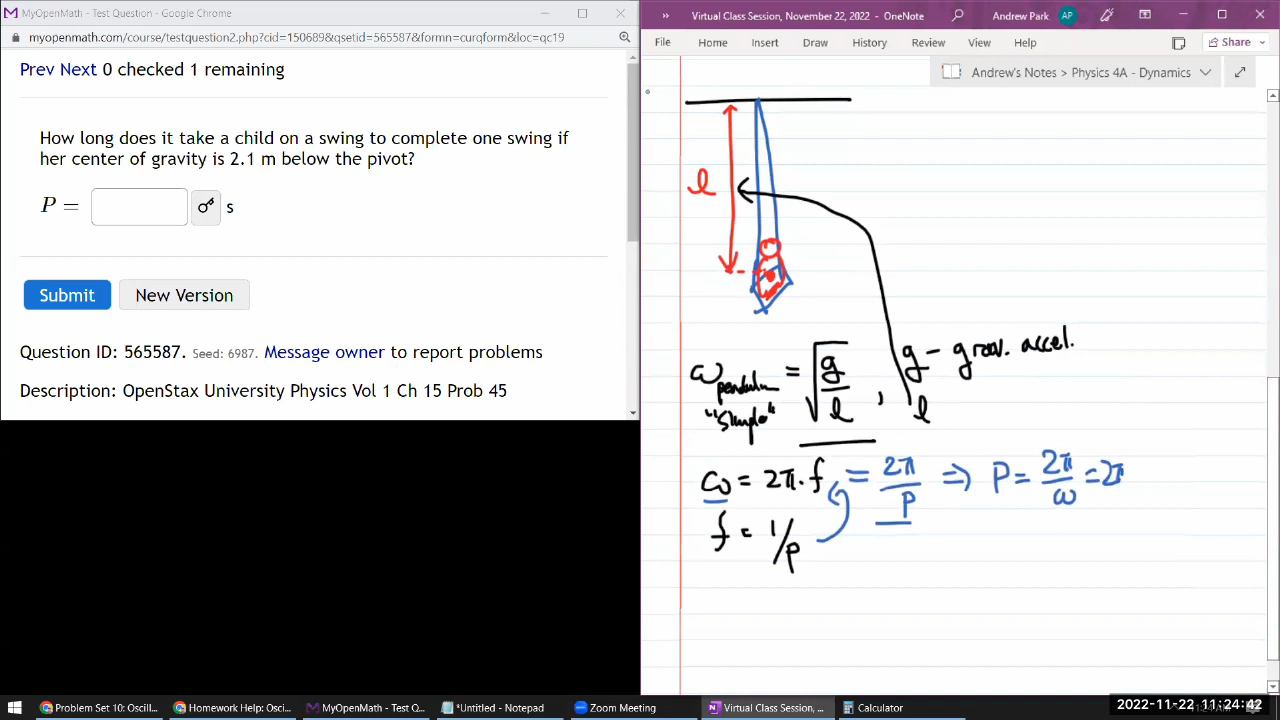 MyOpenMath - Test Question - Google Chrome
myopenmath.com/course/testquestion2.php?cid=150689&qsetid=565587&formn=curqform&loc=qc19
Prev Next 0 checked 1 remaining
How long does it take a child on a swing to complete one swing if
her center of gravity is 2.1 m below the pivot?
P = s
Submit New Version
Question ID: 565587. Seed: 6987. Message owner to report problems
Description: OpenStax University Physics Vol 1 Ch 15 Prob 45
» Virtual Class Session, November 22, 2022 - OneNote Andrew Park AP
File Home Insert Draw History Review View Help Share
Andrew's Notes > Physics 4A - Dynamics
l
ω pendulum "simple" = √g/l , g - grav. accel.
l
ω = 2π · f = 2π/P ⇒ P = 2π/ω = 2π
f = 1/P
Problem Set 10: Oscill... Homework Help: Osci... MyOpenMath - Test Q... *Untitled - Notepad Zoom Meeting Virtual Class Session,... Calculator
2022-11-22 11:24:42